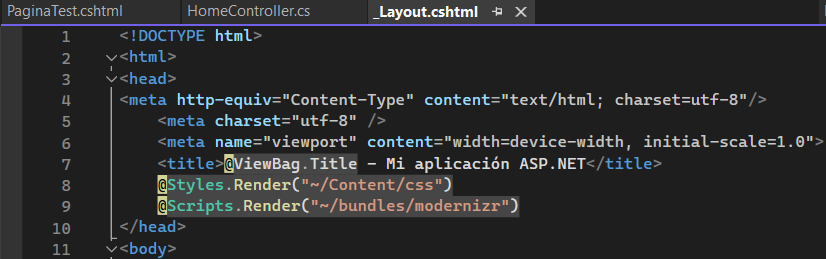 PaginaTest.cshtml HomeController.cs _Layout.cshtml
1 <!DOCTYPE html>
2 <html>
3 <head>
4 <meta http-equiv="Content-Type" content="text/html; charset=utf-8"/>
5 <meta charset="utf-8" />
6 <meta name="viewport" content="width=device-width, initial-scale=1.0">
7 <title>@ViewBag.Title - Mi aplicación ASP.NET</title>
8 @Styles.Render("~/Content/css")
9 @Scripts.Render("~/bundles/modernizr")
10 </head>
11 <body>